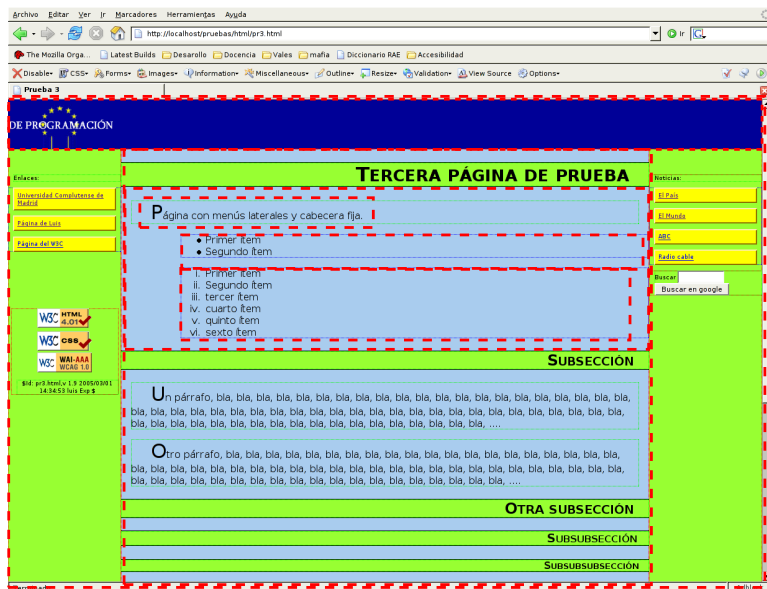 Archivo Editar Ver Ir Marcadores Herramientas Ayuda
http://localhost/pruebas/html/pr3.html Ir
The Mozilla Orga... Latest Builds Desarollo Docencia Vales mafia Diccionario RAE Accesibilidad
Disable CSS Forms Images Information Miscellaneous Outline Resize Validation View Source Options
Prueba 3
DE PROGRAMACIÓN
Enlaces:
Universidad Complutense de
Madrid
Página de Luis
Página del W3C
W3C HTML 4.01
W3C CSS
W3C WAI-AAA WCAG 1.0
$Id: pr3.html,v 1.9 2005/03/01
14:34:53 luis Exp $
TERCERA PÁGINA DE PRUEBA
Página con menús laterales y cabecera fija.
• Primer ítem
• Segundo ítem
i. Primer ítem
ii. Segundo ítem
iii. tercer ítem
iv. cuarto ítem
v. quinto ítem
vi. sexto ítem
SUBSECCIÓN
Un párrafo, bla, bla, bla, bla, bla, bla, bla, bla, bla, bla, bla, bla, bla, bla, bla, bla, bla, bla, bla,
bla, bla, bla, bla, bla, bla, bla, bla, bla, bla, bla, bla, bla, bla, bla, bla, bla, bla, bla, bla, bla, bla, bla, bla, bla,
bla, bla, bla, bla, bla, bla, bla, bla, bla, bla, bla, bla, bla, bla, bla, bla, bla, ....
Otro párrafo, bla, bla, bla, bla, bla, bla, bla, bla, bla, bla, bla, bla, bla, bla, bla, bla, bla, bla,
bla, bla, bla, bla, bla, bla, bla, bla, bla, bla, bla, bla, bla, bla, bla, bla, bla, bla, bla, bla, bla, bla, bla, bla, bla,
bla, bla, bla, bla, bla, bla, bla, bla, bla, bla, bla, bla, bla, bla, bla, bla, bla, bla, ....
OTRA SUBSECCIÓN
SUBSUBSECCIÓN
SUBSUBSUBSECCIÓN
Noticias:
El País
El Mundo
ABC
Radio cable
Buscar
Buscar en google